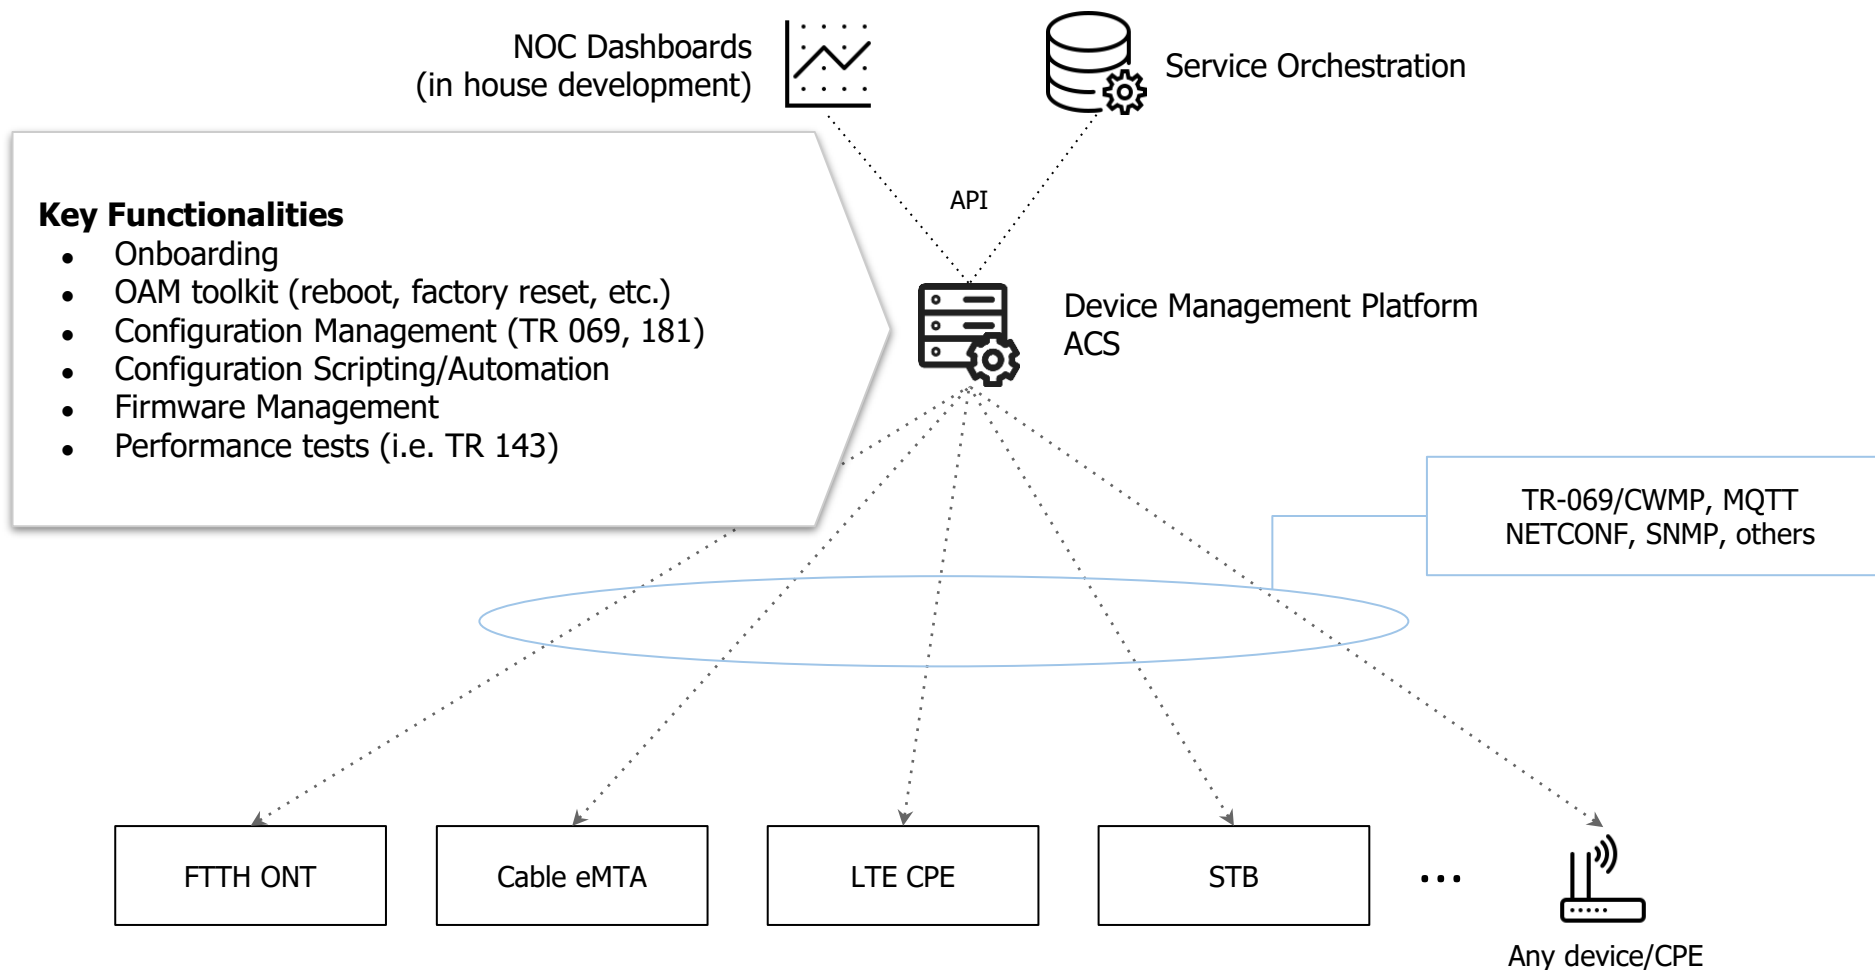 NOC Dashboards
(in house development)
Service Orchestration
API
Key Functionalities
● Onboarding
● OAM toolkit (reboot, factory reset, etc.)
● Configuration Management (TR 069, 181)
● Configuration Scripting/Automation
● Firmware Management
● Performance tests (i.e. TR 143)
Device Management Platform
ACS
TR-069/CWMP, MQTT
NETCONF, SNMP, others
FTTH ONT
Cable eMTA
LTE CPE
STB
...
Any device/CPE